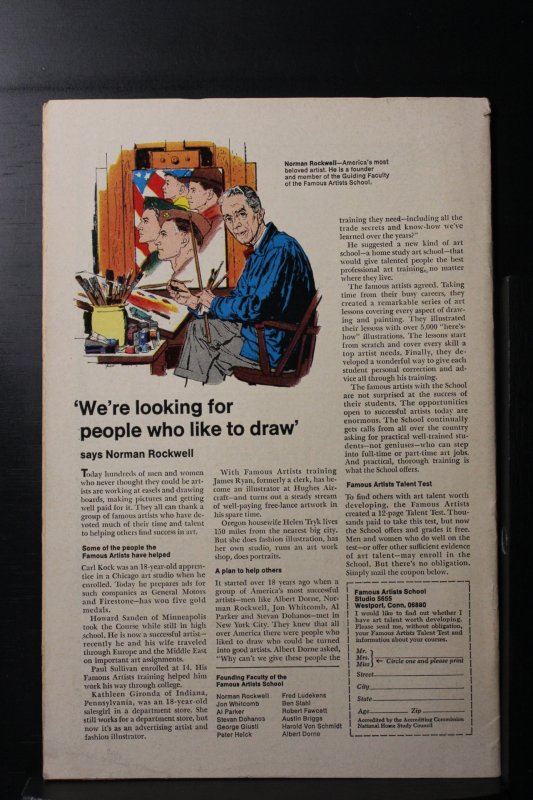 Norman Rockwell—America's most
beloved artist. He is a founder
and member of the Guiding Faculty
of the Famous Artists School.
'We're looking for
people who like to draw'
says Norman Rockwell
Today hundreds of men and women
who never thought they could be art-
ists are working at easels and drawing
boards, making pictures and getting
well paid for it. They all can thank a
group of famous artists who have de-
voted much of their time and talent
to helping others find success in art.
Some of the people the
Famous Artists have helped
Carl Kock was an 18-year-old appren-
tice in a Chicago art studio when he
enrolled. Today he prepares ads for
such companies as General Motors
and Firestone—has won five gold
medals.
Howard Sanden of Minneapolis
took the Course while still in high
school. He is now a successful artist—
recently he and his wife traveled
through Europe and the Middle East
on important art assignments.
Paul Sullivan enrolled at 14. His
Famous Artists training helped him
work his way through college.
Kathleen Gironda of Indiana,
Pennsylvania, was an 18-year-old
salesgirl in a department store. She
still works for a department store, but
now it's as an advertising artist and
fashion illustrator.
With Famous Artists training
James Ryan, formerly a clerk, has be-
come an illustrator at Hughes Air-
craft—and turns out a steady stream
of well-paying free-lance artwork in
his spare time.
Oregon housewife Helen Tryk lives
150 miles from the nearest big city.
But she does fashion illustration, has
her own studio, runs an art work
shop, does portraits.
A plan to help others
It started over 18 years ago when a
group of America's most successful
artists—men like Albert Dorne, Nor-
man Rockwell, Jon Whitcomb, Al
Parker and Stevan Dohanos—met in
New York City. They knew that all
over America there were people who
liked to draw who could be turned
into good artists. Albert Dorne asked,
"Why can't we give these people the
Founding Faculty of the
Famous Artists School
Norman Rockwell
Jon Whitcomb
Al Parker
Stevan Dohanos
George Giusti
Peter Helck
Fred Ludekens
Ben Stahl
Robert Fawcett
Austin Briggs
Harold Von Schmidt
Albert Dorne
training they need—including all the
trade secrets and know-how we've
learned over the years?"
He suggested a new kind of art
school—a home study art school—that
would give talented people the best
professional art training, no matter
where they live.
The famous artists agreed. Taking
time from their busy careers, they
created a remarkable series of art
lessons covering every aspect of draw-
ing and painting. They illustrated
their lessons with over 5,000 "here's-
how" illustrations. The lessons start
from scratch and cover every skill a
top artist needs. Finally, they de-
veloped a wonderful way to give each
student personal correction and ad-
vice all through his training.
The famous artists with the School
are not surprised at the success of
their students. The opportunities
open to successful artists today are
enormous. The School continually
gets calls from all over the country
asking for practical well-trained stu-
dents—not geniuses—who can step
into full-time or part-time art jobs.
And practical, thorough training is
what the School offers.
Famous Artists Talent Test
To find others with art talent worth
developing, the Famous Artists
created a 12-page Talent Test. Thou-
sands paid to take this test, but now
the School offers and grades it free.
Men and women who do well on the
test—or offer other sufficient evidence
of art talent—may enroll in the
School. But there's no obligation.
Simply mail the coupon below.
Famous Artists School
Studio 5655
Westport, Conn. 06880
I would like to find out whether I
have art talent worth developing.
Please send me, without obligation,
your Famous Artists Talent Test and
information about your courses.
Mr.
Mrs.
Miss
Circle one and please print
Street
City
State
Age Zip
Accredited by the Accrediting Commission
National Home Study Council